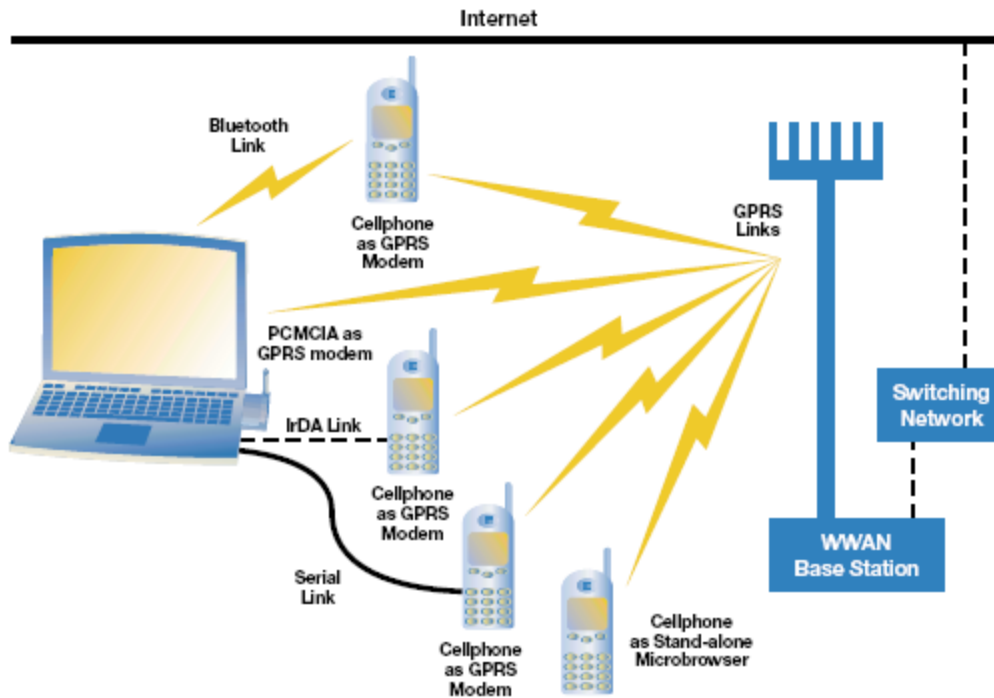 Internet
Bluetooth
Link
Cellphone
as GPRS
Modem
GPRS
Links
PCMCIA as
GPRS modem
IrDA Link
Cellphone
as GPRS
Modem
Switching
Network
Serial
Link
Cellphone
as GPRS
Modem
WWAN
Base Station
Cellphone
as Stand-alone
Microbrowser